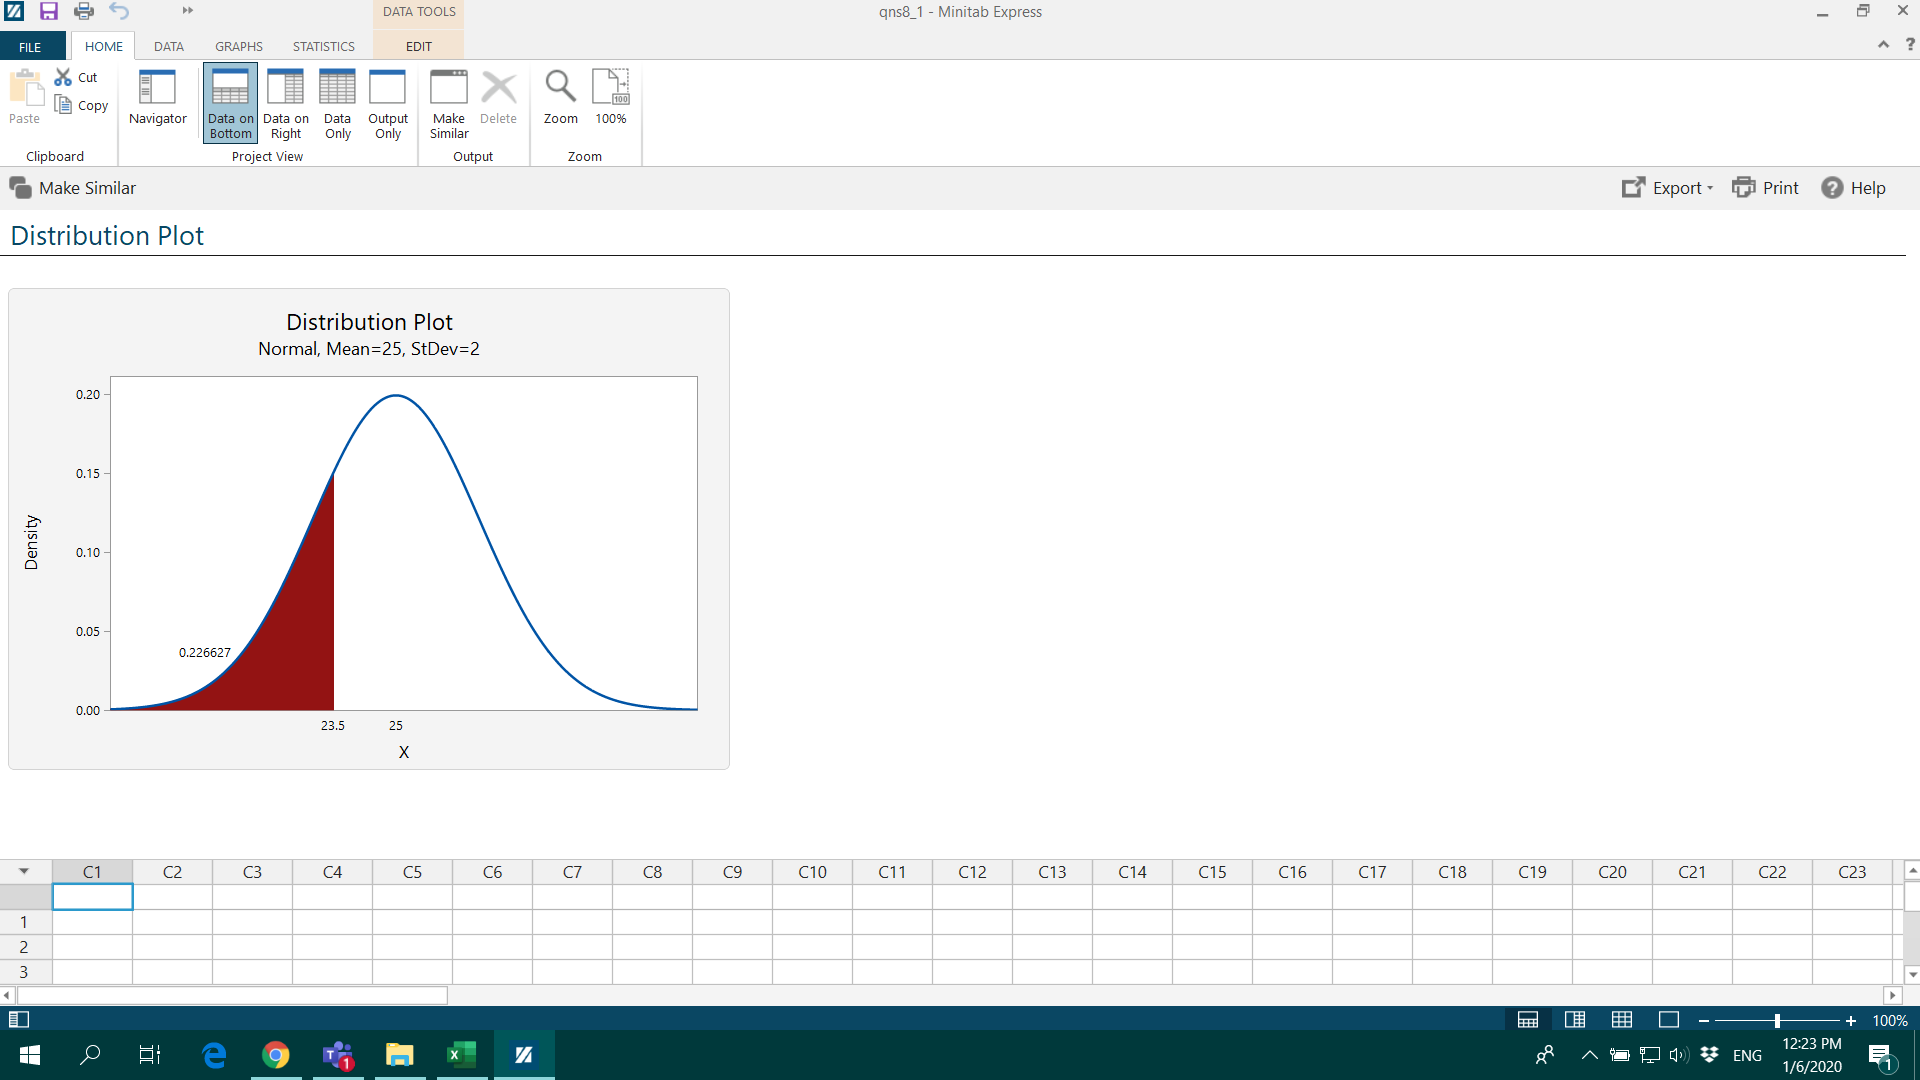 DATA TOOLS
qns8_1 - Minitab Express
FILE
HOME
DATA
GRAPHS
STATISTICS
EDIT
?
Paste
Cut
Copy
Clipboard
Navigator
Data on
Bottom
Data on
Right
Data
Only
Output
Only
Project View
Make
Similar
Delete
Output
Zoom
100
100%
Zoom
Make Similar
Export
Print
? Help
Distribution Plot
Distribution Plot
Normal, Mean=25, StDev=2
0.20
0.15
0.10
0.05
0.00
Density
0.226627
23.5
25
X
C1 C2 C3 C4 C5 C6 C7 C8 C9 C10 C11 C12 C13 C14 C15 C16 C17 C18 C19 C20 C21 C22 C23
1
2
3
100%
T
1
X
ENG
12:23 PM
1/6/2020
1